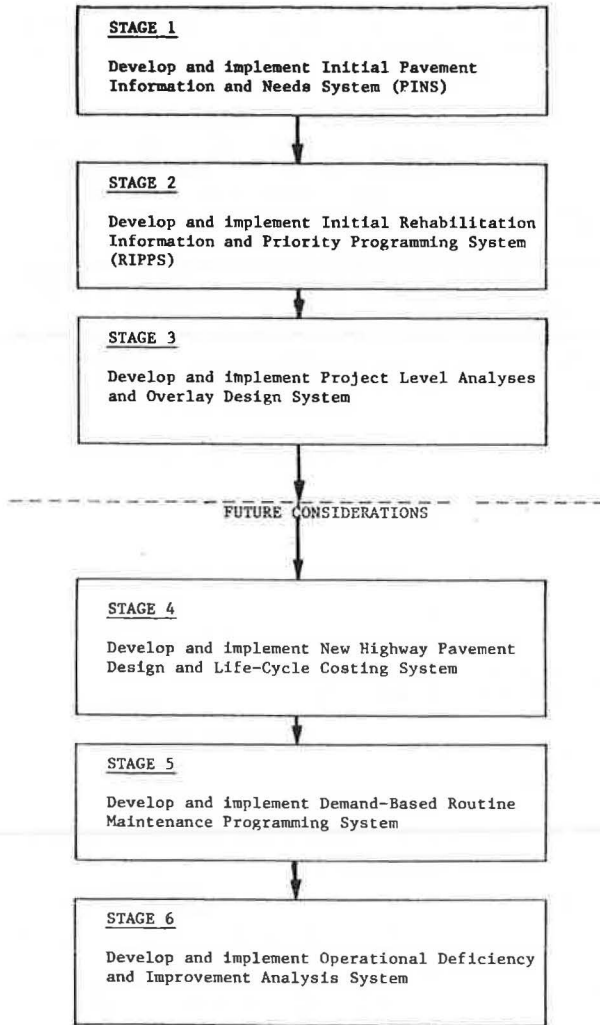 STAGE 1
Develop and implement Initial Pavement
Information and Needs System (PINS)
STAGE 2
Develop and implement Initial Rehabilitation
Information and Priority Programming System
(RIPPS)
STAGE 3
Develop and implement Project Level Analyses
and Overlay Design System
FUTURE CONSIDERATIONS
STAGE 4
Develop and implement New Highway Pavement
Design and Life-Cycle Costing System
STAGE 5
Develop and implement Demand-Based Routine
Maintenance Programming System
STAGE 6
Develop and implement Operational Deficiency
and Improvement Analysis System